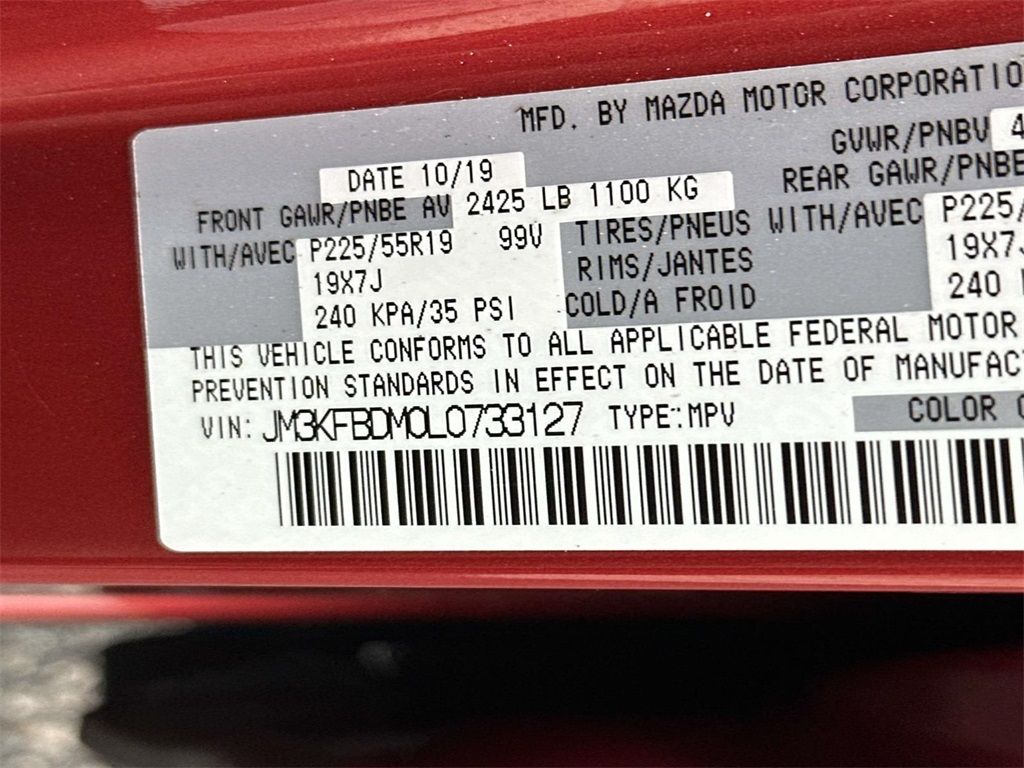 MFD. BY MAZDA MOTOR CORPORATIO
GVWR/PNBV 4
DATE 10/19
REAR GAWR/PNBE
FRONT GAWR/PNBE AV 2425 LB 1100 KG
WITH/AVEC P225/55R19 99V TIRES/PNEUS WITH/AVEC P225/
19X7J RIMS/JANTES 19X7J
240 KPA/35 PSI COLD/A FROID 240
THIS VEHICLE CONFORMS TO ALL APPLICABLE FEDERAL MOTOR
PREVENTION STANDARDS IN EFFECT ON THE DATE OF MANUFACT
VIN: JM3KFBDM0L0733127 TYPE:MPV COLOR